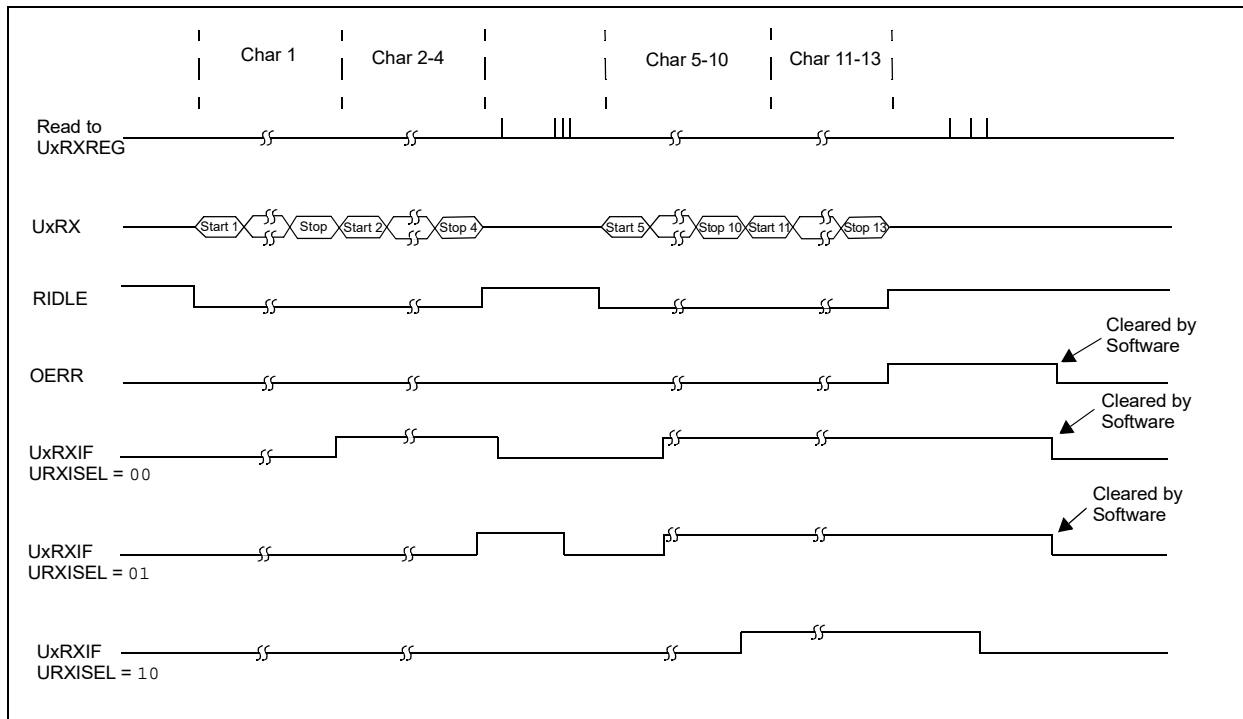 Char 1
Char 2-4
Char 5-10
Char 11-13
Read to
UxRXREG
UxRX
Start 1
Stop
Start 2
Stop 4
Start 5
Stop 10
Start 11
Stop 13
RIDLE
Cleared by
Software
OERR
Cleared by
Software
UxRXIF
URXISEL = 00
Cleared by
Software
UxRXIF
URXISEL = 01
UxRXIF
URXISEL = 10